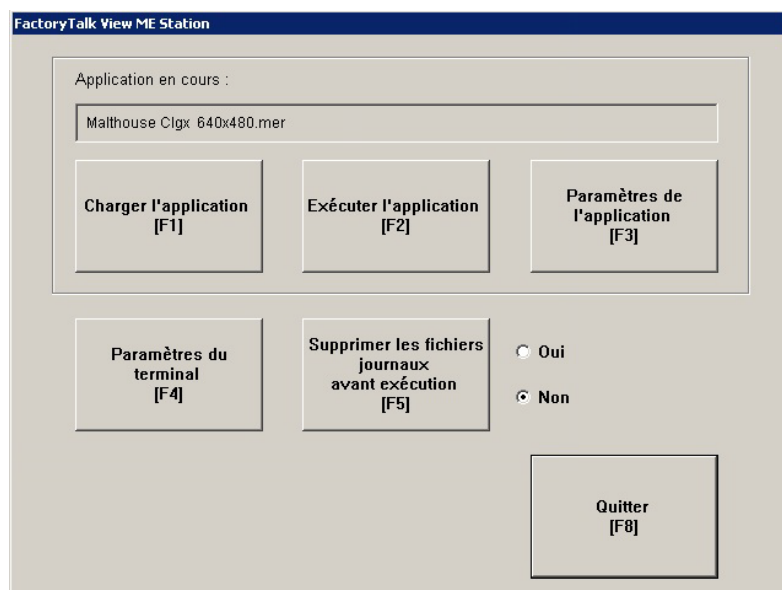 FactoryTalk View ME Station
Application en cours :
Malthouse Clgx 640x480.mer
Charger l'application
[F1]
Exécuter l'application
[F2]
Paramètres de
l'application
[F3]
Paramètres du
terminal
[F4]
Supprimer les fichiers
journaux
avant exécution
[F5]
Oui
Non
Quitter
[F8]